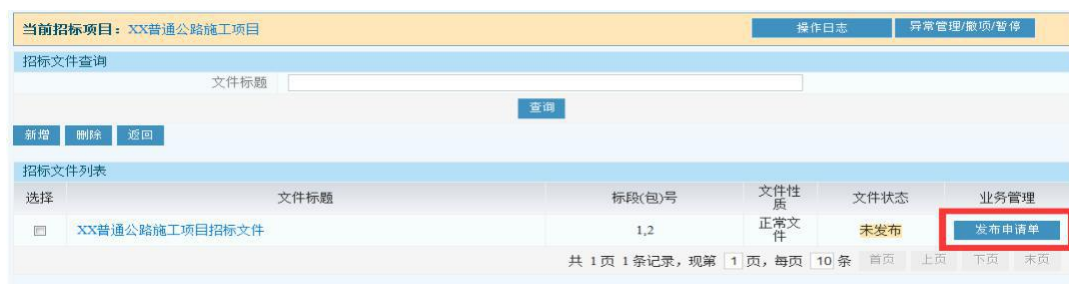 当前招标项目：XX普通公路施工项目 操作日志 异常管理/撤项/暂停
招标文件查询
文件标题
查询
新增 删除 返回
招标文件列表
选择 文件标题 标段(包)号 文件性质 文件状态 业务管理
XX普通公路施工项目招标文件 1,2 正常文件 未发布 发布申请单
共 1页 1条记录，现第 1 页，每页 10 条 首页 上页 下页 末页